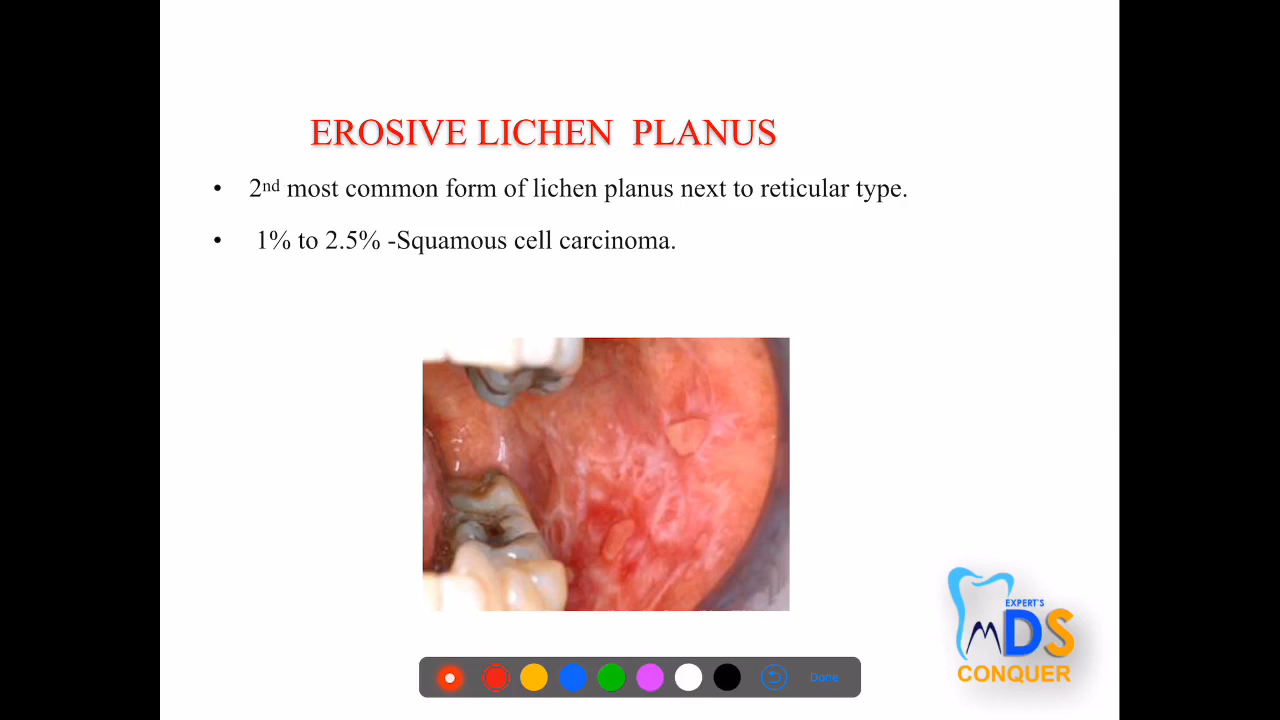 EROSIVE LICHEN PLANUS
• 2nd most common form of lichen planus next to reticular type.
• 1% to 2.5% -Squamous cell carcinoma.
EXPERT'S
MDS
CONQUER
Done